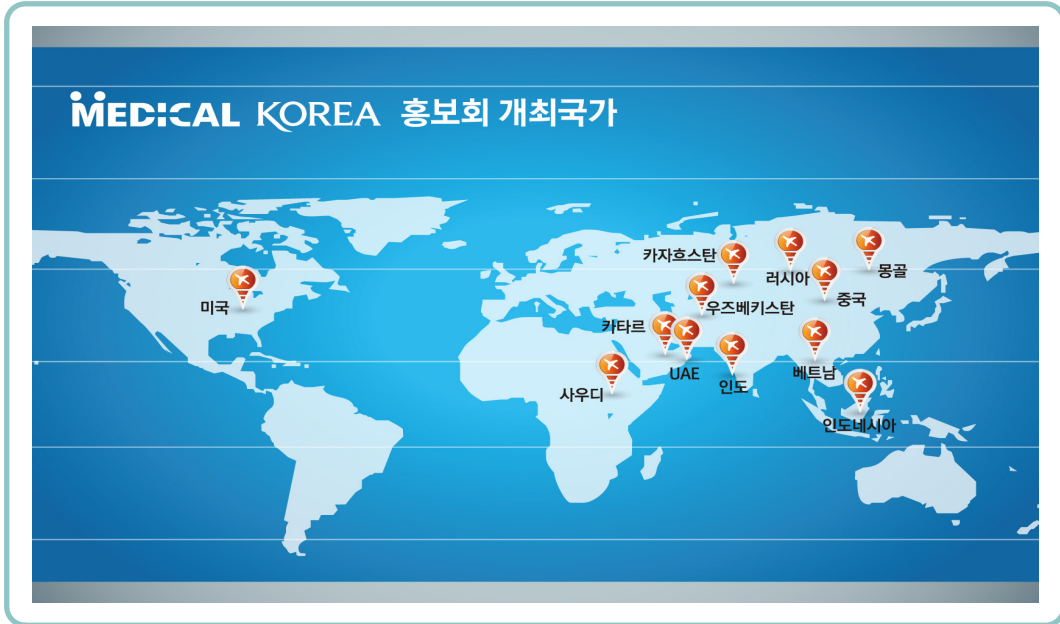 MEDICAL KOREA 홍보회 개최국가
카자흐스탄
러시아
몽골
미국
중국
우즈베키스탄
카타르
UAE
인도
베트남
사우디
인도네시아